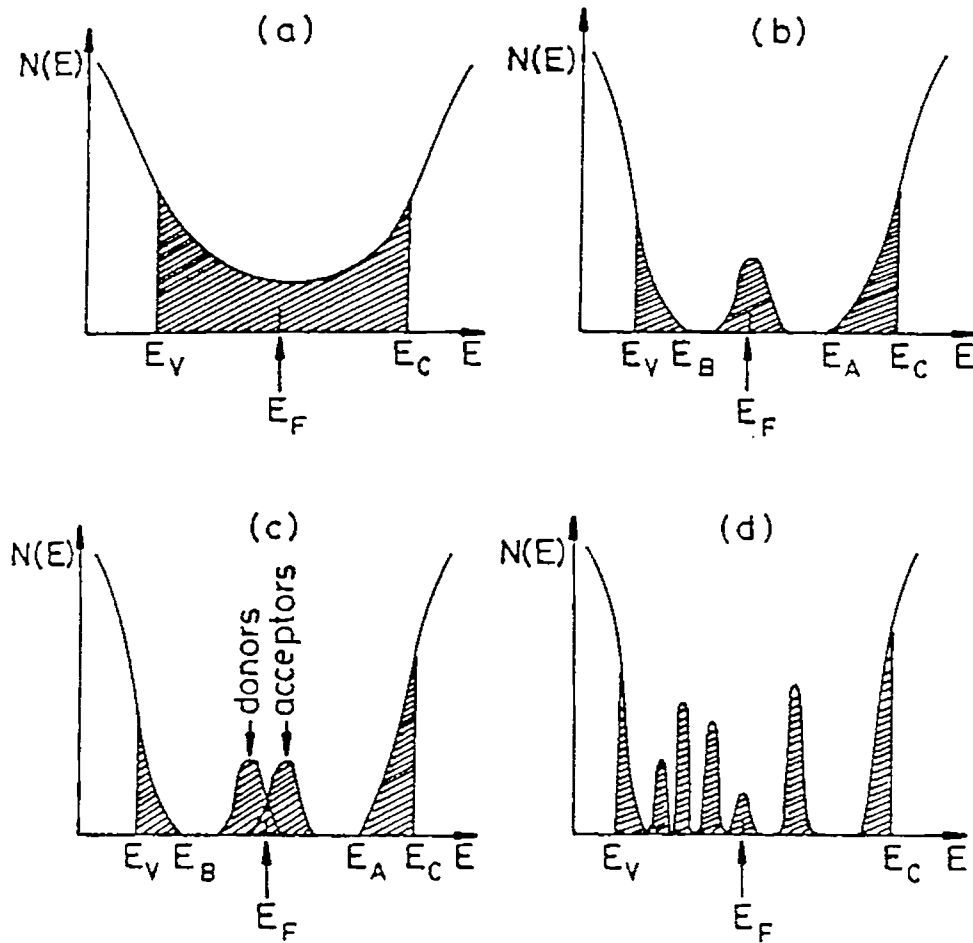 (a)
N(E)
E_V E_C E
E_F
(b)
N(E)
E_V E_B E_A E_C E
E_F
(c)
N(E)
donors
acceptors
E_V E_B E_A E_C E
E_F
(d)
N(E)
E_V E_C E
E_F